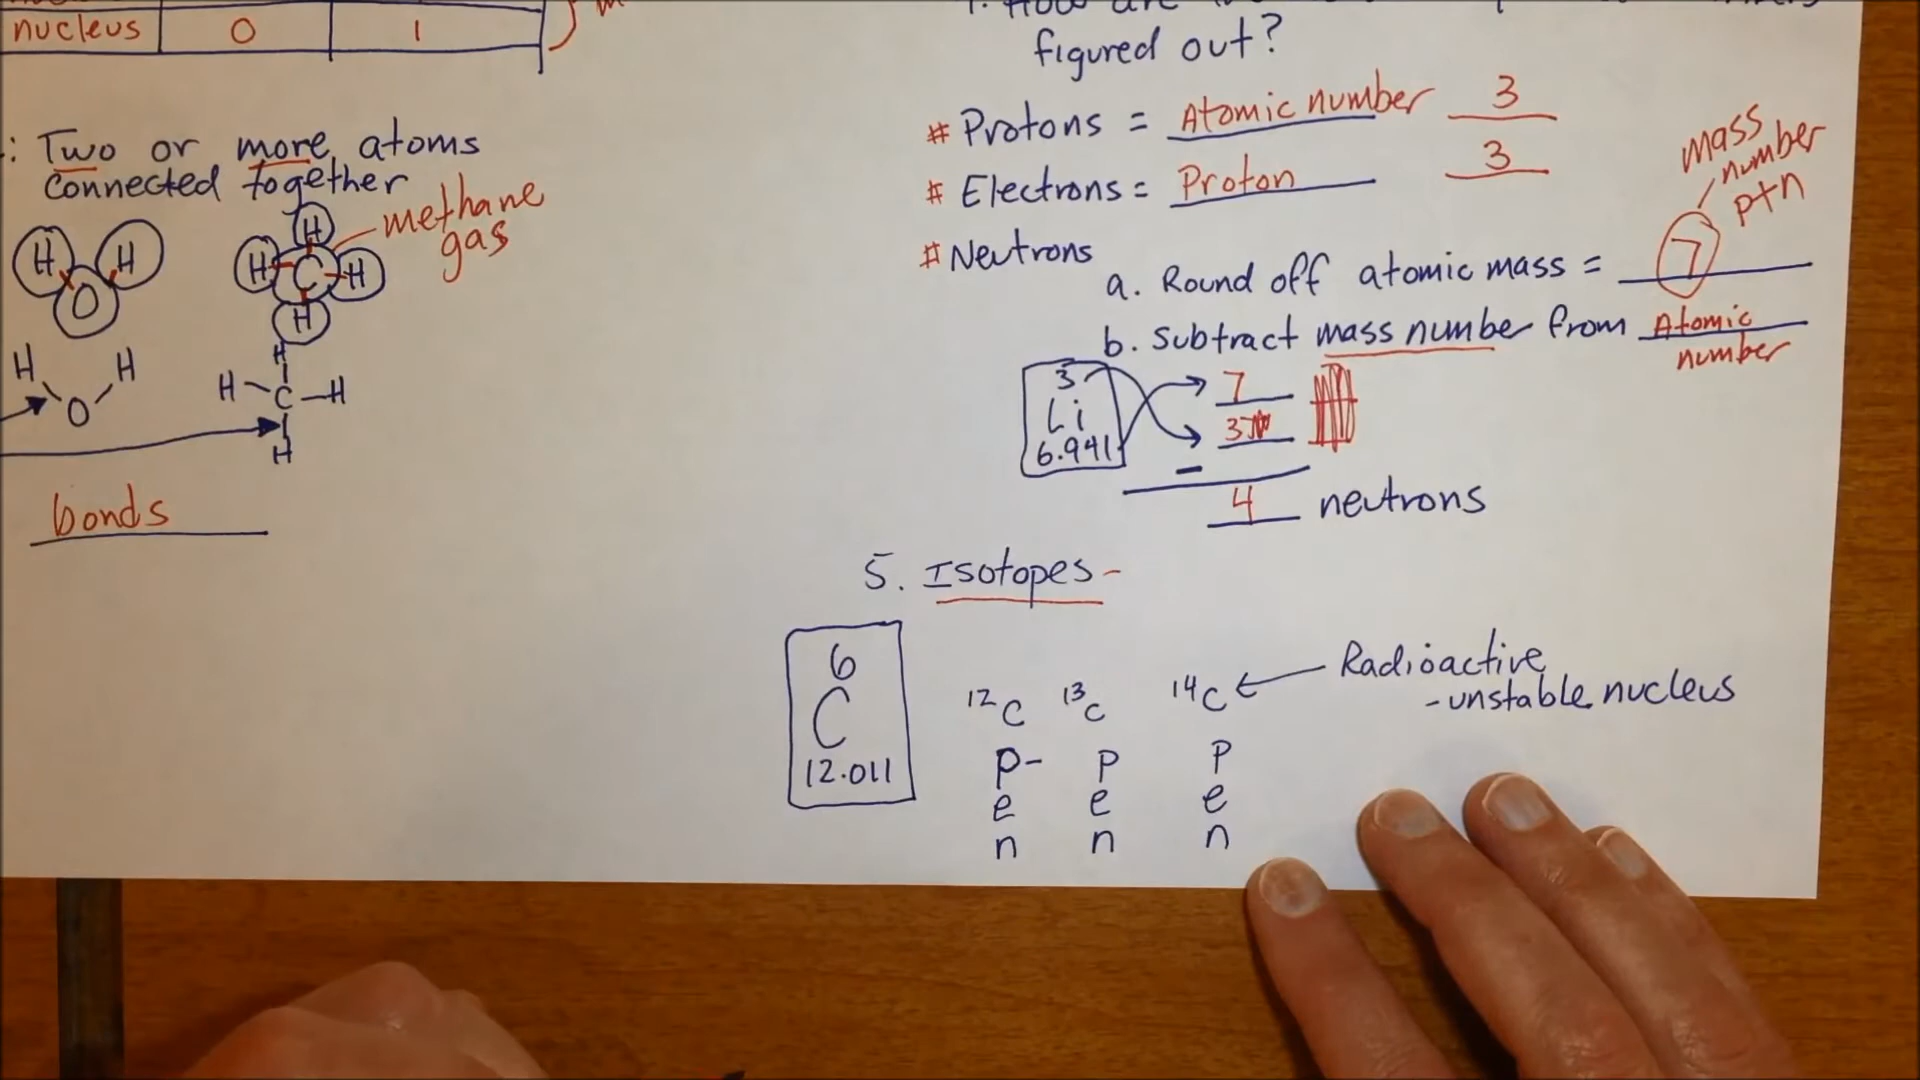 nucleus 0 1
: Two or more atoms
connected together
methane
gas
H H
O
H
H C H
H
H H
O
H
H - C - H
H
bonds
figured out?
# Protons = Atomic number 3
# Electrons = Proton 3
# Neutrons
mass
number
p+n
a. Round off atomic mass = 7
b. Subtract mass number from Atomic
number
3
Li
6.941
7
3
-
4 neutrons
5. Isotopes -
6
C
12.011
12C 13C 14C
Radioactive
- unstable nucleus
p- p p
e e e
n n n